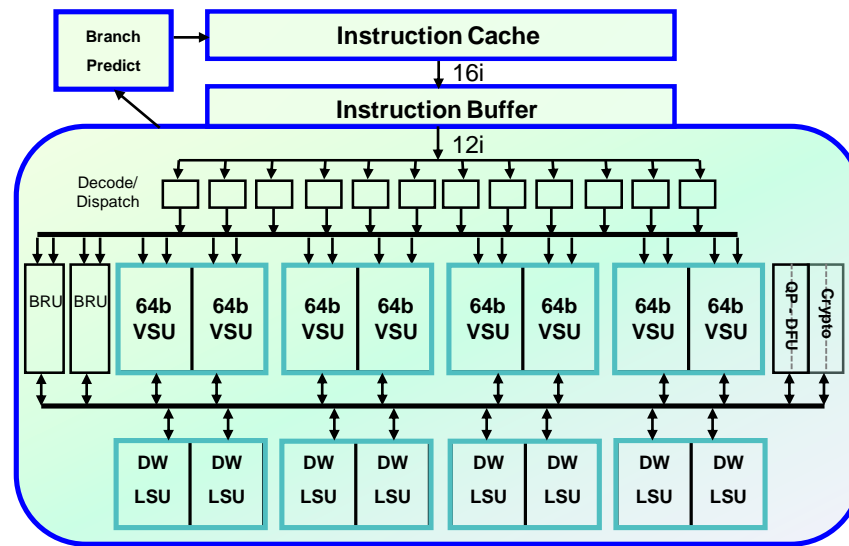 Branch
Predict
Instruction Cache
16i
Instruction Buffer
12i
Decode/
Dispatch
BRU
BRU
64b
VSU
64b
VSU
64b
VSU
64b
VSU
64b
VSU
64b
VSU
64b
VSU
64b
VSU
QP - DFU
Crypto
DW
LSU
DW
LSU
DW
LSU
DW
LSU
DW
LSU
DW
LSU
DW
LSU
DW
LSU